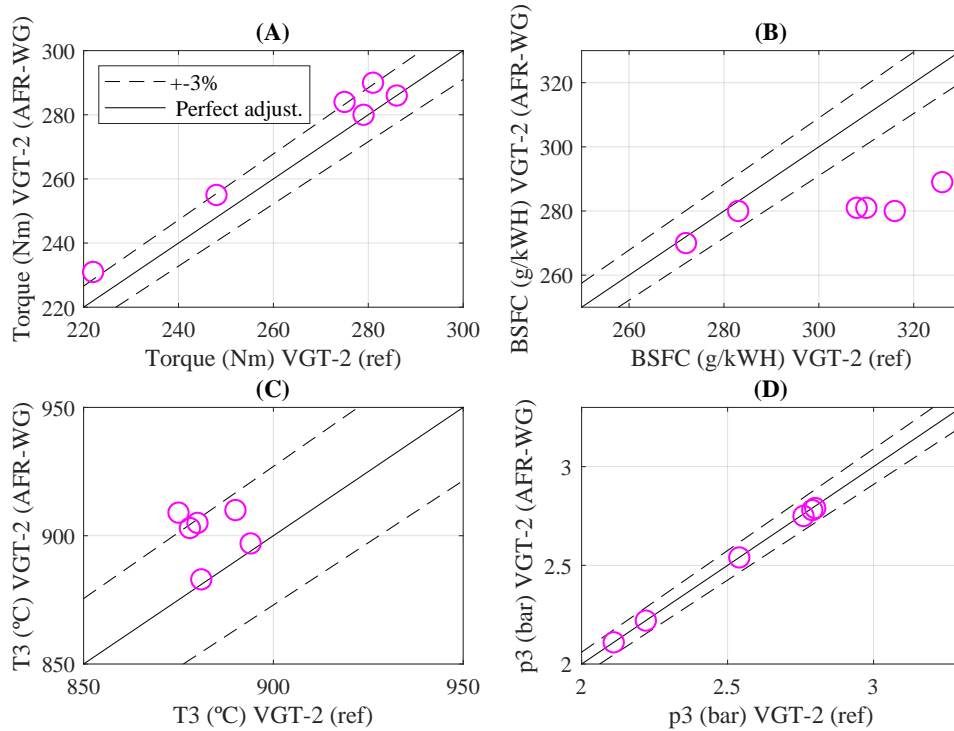 (A)
Torque (Nm) VGT-2 (AFR-WG)
300
280
260
240
220
+-3%
Perfect adjust.
220
240
260
280
300
Torque (Nm) VGT-2 (ref)
(B)
BSFC (g/kWH) VGT-2 (AFR-WG)
320
300
280
260
260
280
300
320
BSFC (g/kWH) VGT-2 (ref)
(C)
T3 (ºC) VGT-2 (AFR-WG)
950
900
850
850
900
950
T3 (ºC) VGT-2 (ref)
(D)
p3 (bar) VGT-2 (AFR-WG)
3
2.5
2
2
2.5
3
p3 (bar) VGT-2 (ref)